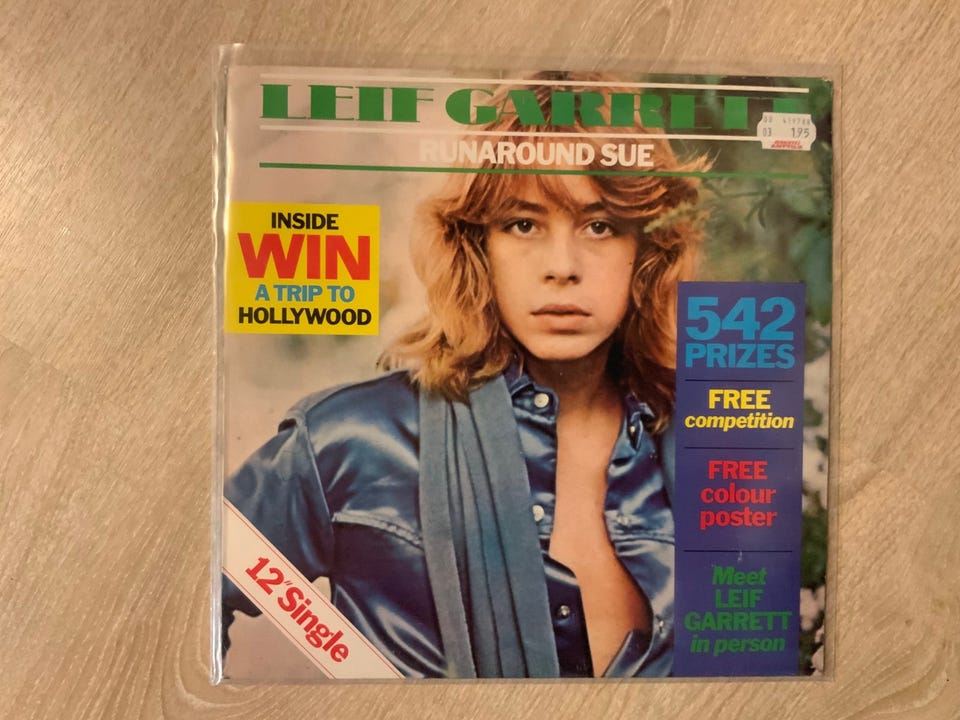 LEIF GARRETT
RUNAROUND SUE
03 1.95
INSIDE
WIN
A TRIP TO
HOLLYWOOD
542
PRIZES
FREE
competition
FREE
colour
poster
Meet
LEIF
GARRETT
in person
12" Single